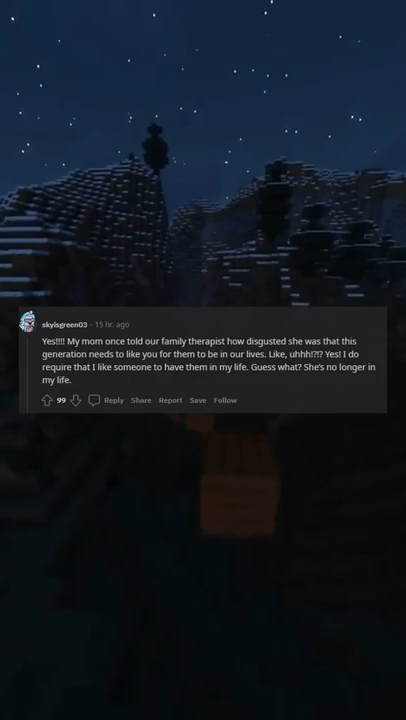 skyisgreen03 · 15 hr. ago
Yes!!!! My mom once told our family therapist how disgusted she was that this
generation needs to like you for them to be in our lives. Like, uhhh!?!? Yes! I do
require that I like someone to have them in my life. Guess what? She's no longer in
my life.
99 Reply Share Report Save Follow